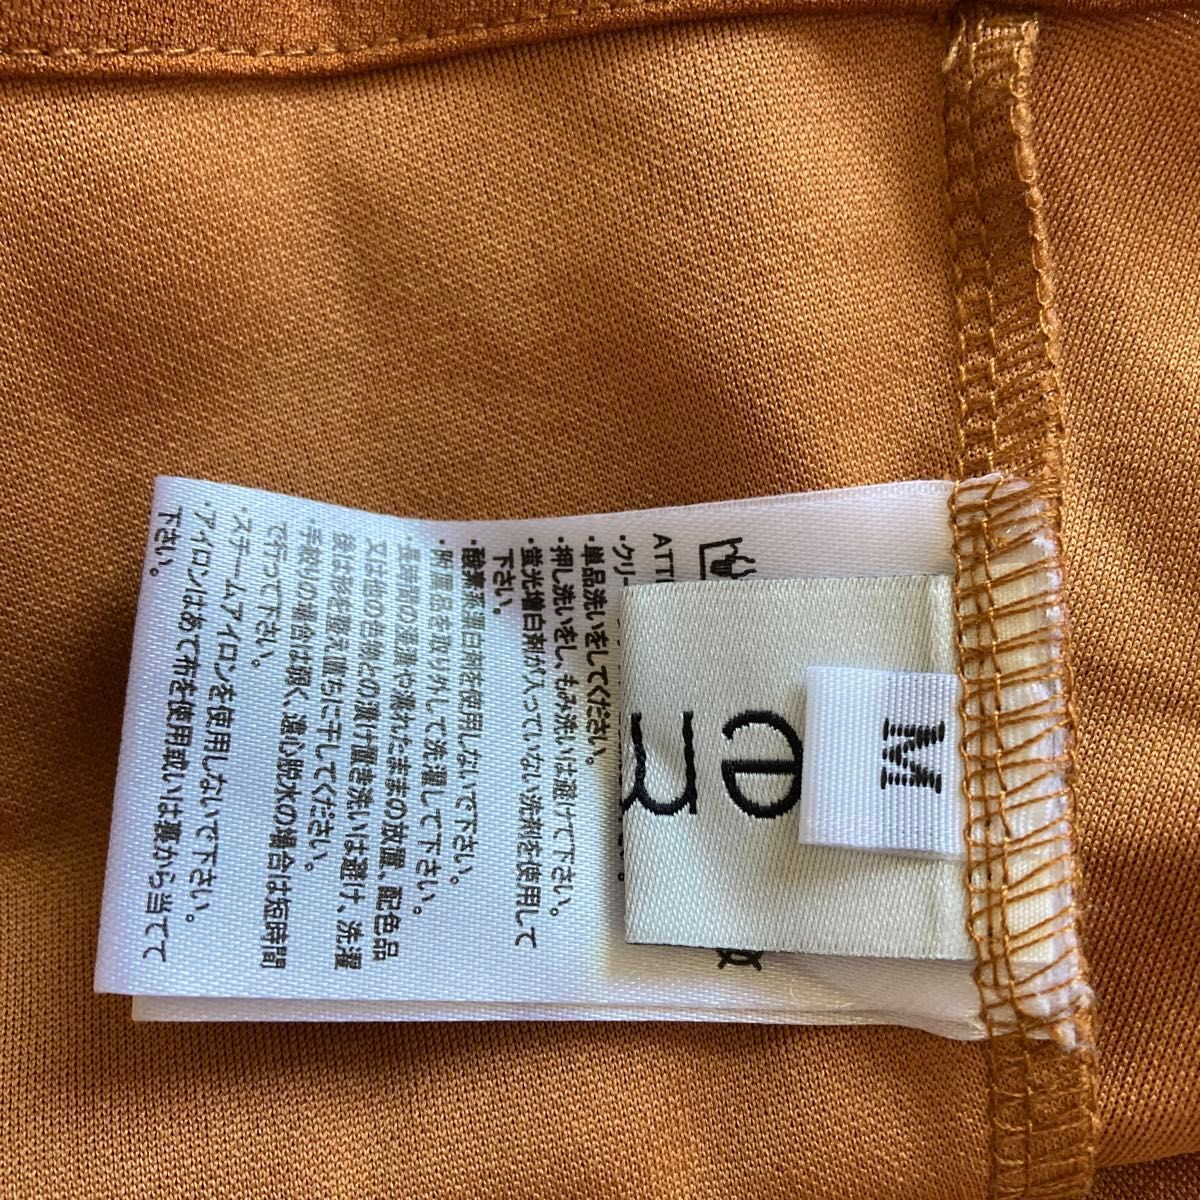 M
ATT
・クリー
・単品洗いをしてください。
・押し洗いをし、もみ洗いは避けて下さい。
・蛍光増白剤が入っていない洗剤を使用して
下さい。
・酸素系漂白剤を使用しないで下さい。
・附属品を取り外して洗濯して下さい。
・長時間の浸漬や濡れたままの放置、配色品
又は他の色物との漬け置き洗いは避け、洗濯
後は形を整え直ちに干してください。
・手絞りの場合は弱く、遠心脱水の場合は短時間
で行って下さい。
・スチームアイロンを使用しないで下さい。
・アイロンはあて布を使用或いは裏から当てて
下さい。